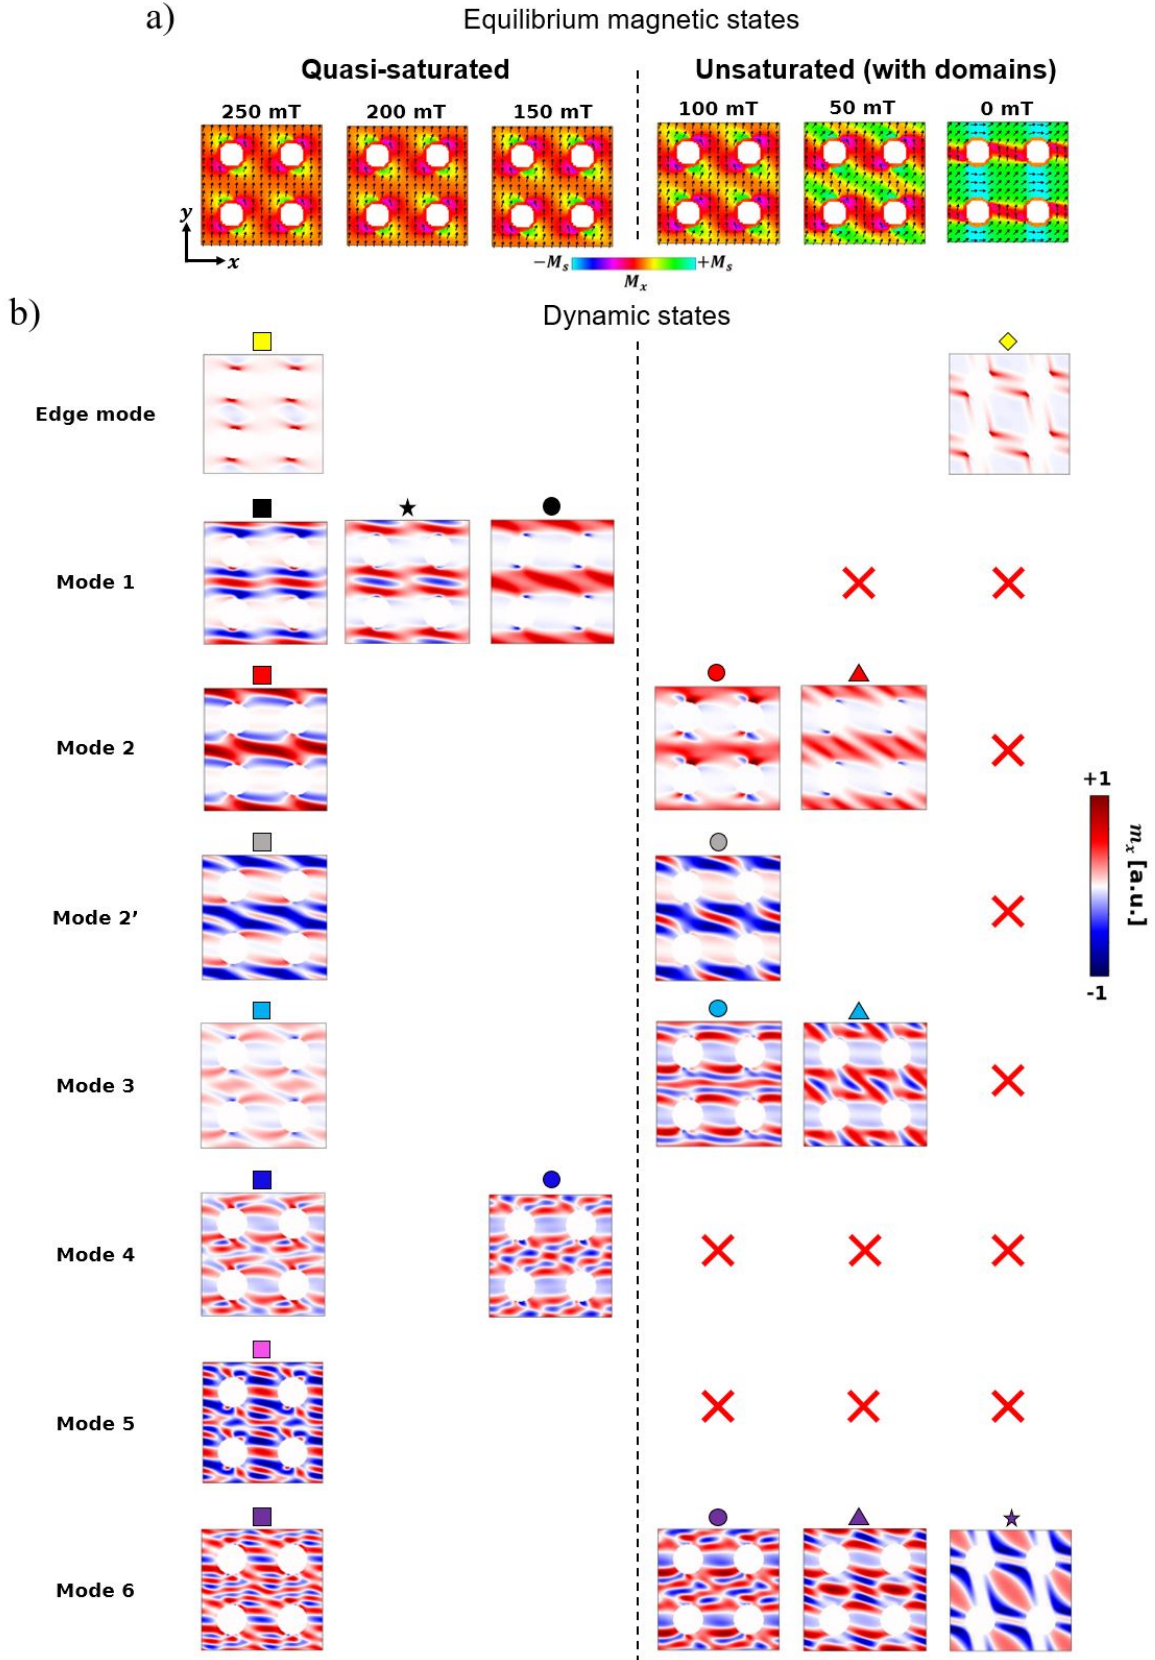 a)
Equilibrium magnetic states
Quasi-saturated
Unsaturated (with domains)
250 mT
200 mT
150 mT
100 mT
50 mT
0 mT
y
x
−Ms
+Ms
Mx
b)
Dynamic states
Edge mode
Mode 1
Mode 2
+1
mx [a.u.]
Mode 2’
-1
Mode 3
Mode 4
Mode 5
Mode 6